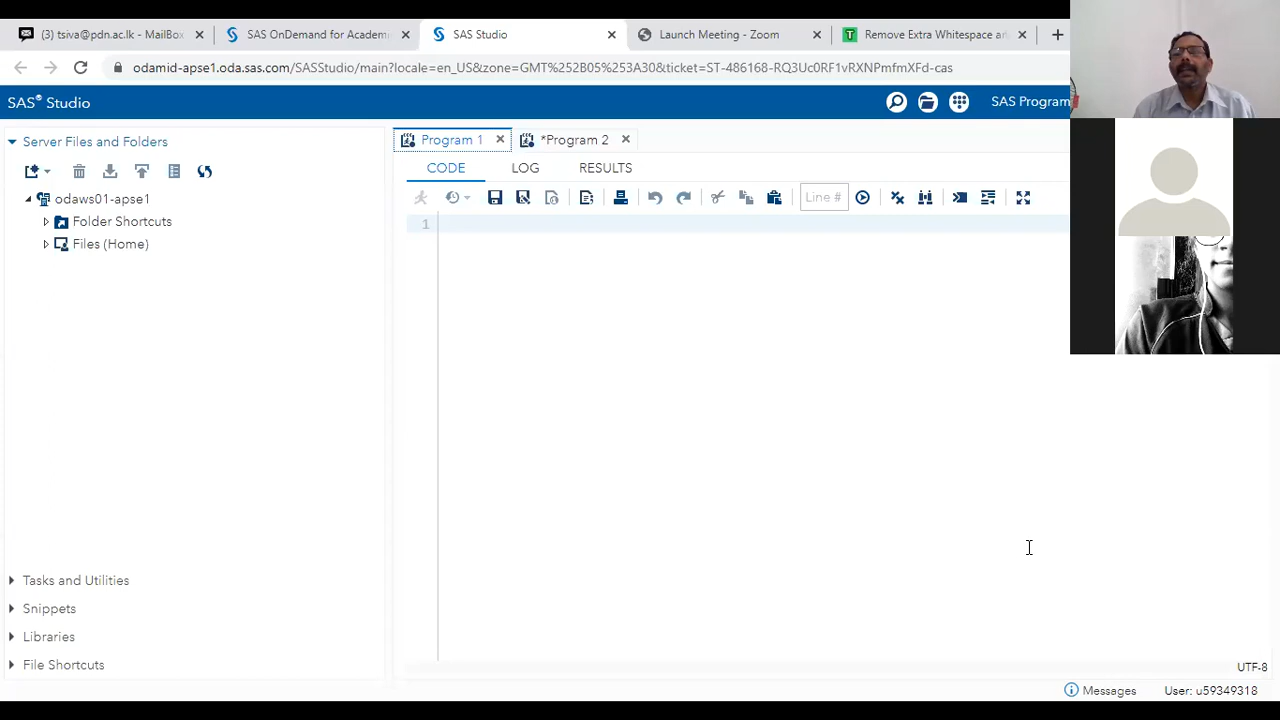 (3) tsiva@pdn.ac.lk - MailBox
SAS OnDemand for Academ
SAS Studio
Launch Meeting - Zoom
Remove Extra Whitespace an
odamid-apse1.oda.sas.com/SASStudio/main?locale=en_US&zone=GMT%252B05%253A30&ticket=ST-486168-RQ3Uc0RF1vRXNPmfmXFd-cas
SAS® Studio
SAS Program
Server Files and Folders
Program 1
*Program 2
CODE
LOG
RESULTS
Line #
odaws01-apse1
Folder Shortcuts
Files (Home)
1
Tasks and Utilities
Snippets
Libraries
File Shortcuts
UTF-8
Messages
User: u59349318